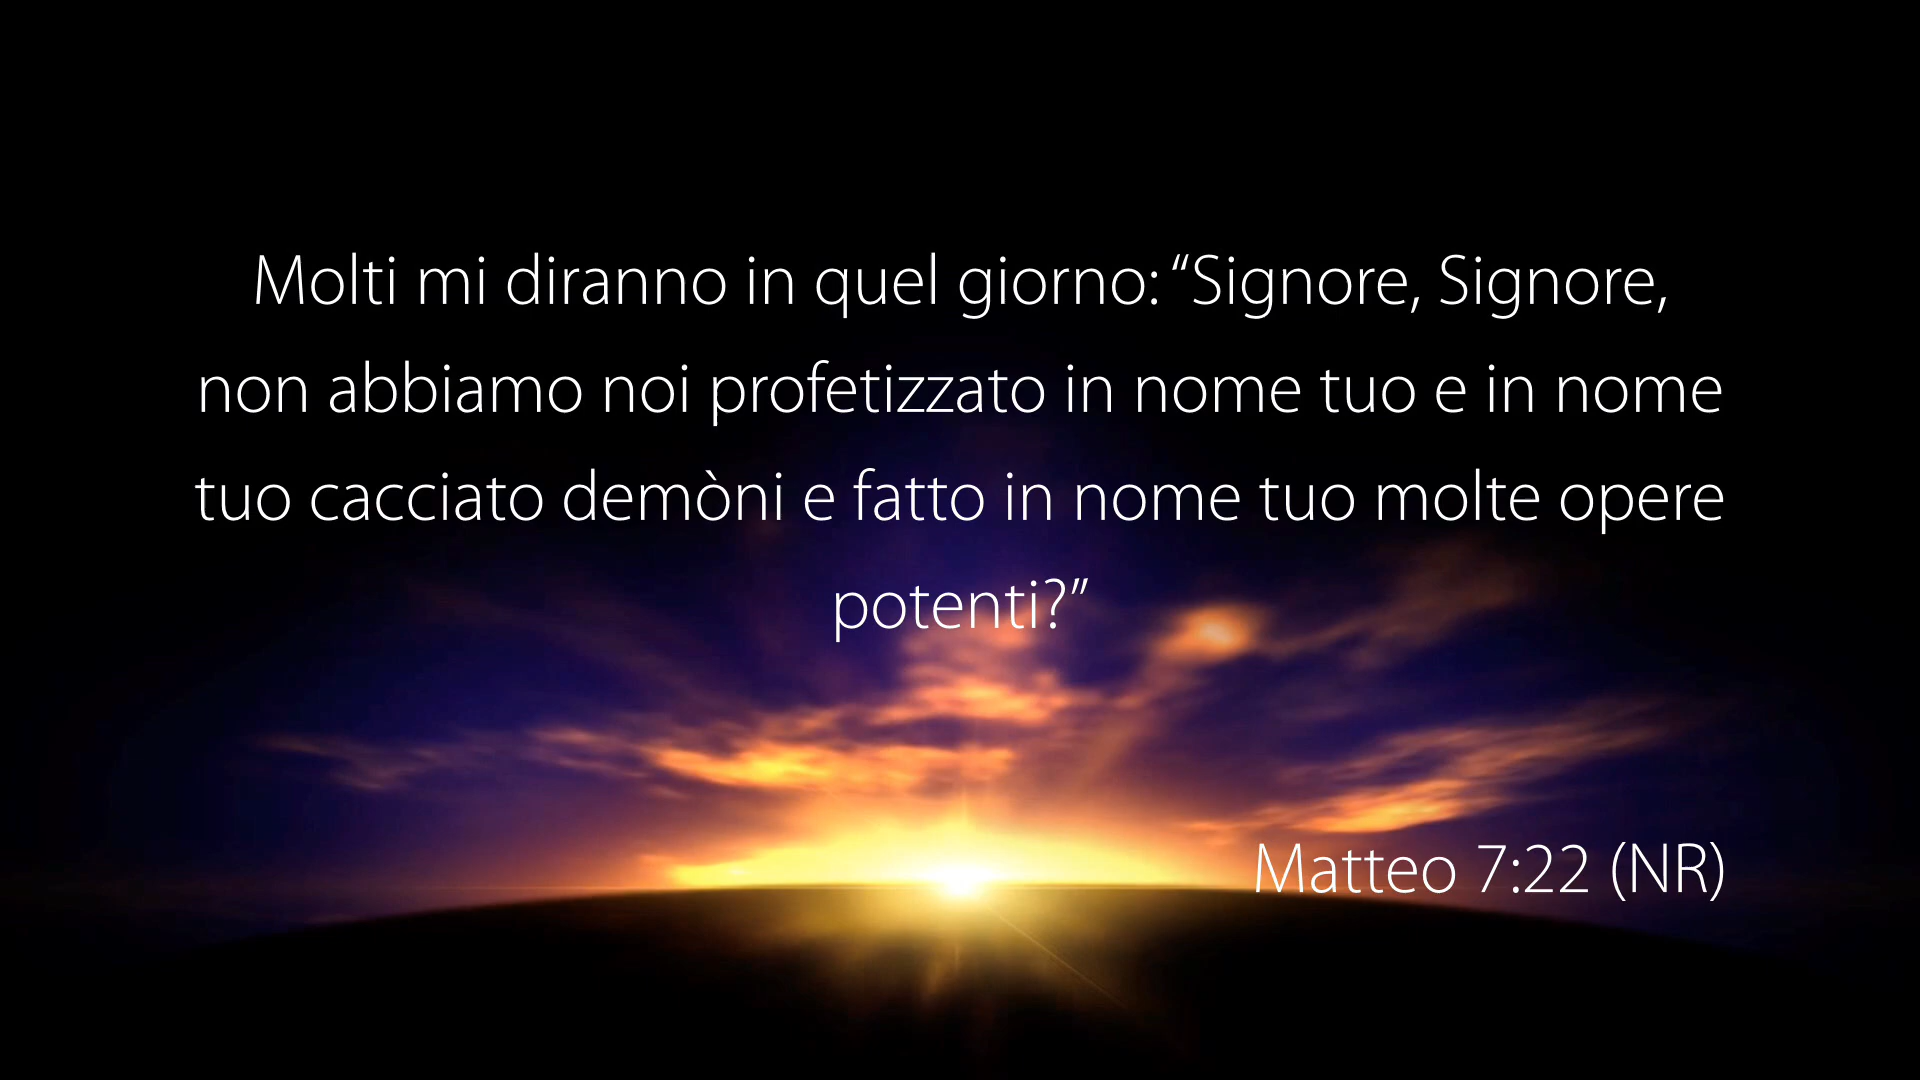 Molti mi diranno in quel giorno: “Signore, Signore,
non abbiamo noi profetizzato in nome tuo e in nome
tuo cacciato demòni e fatto in nome tuo molte opere
potenti?”
Matteo 7:22 (NR)